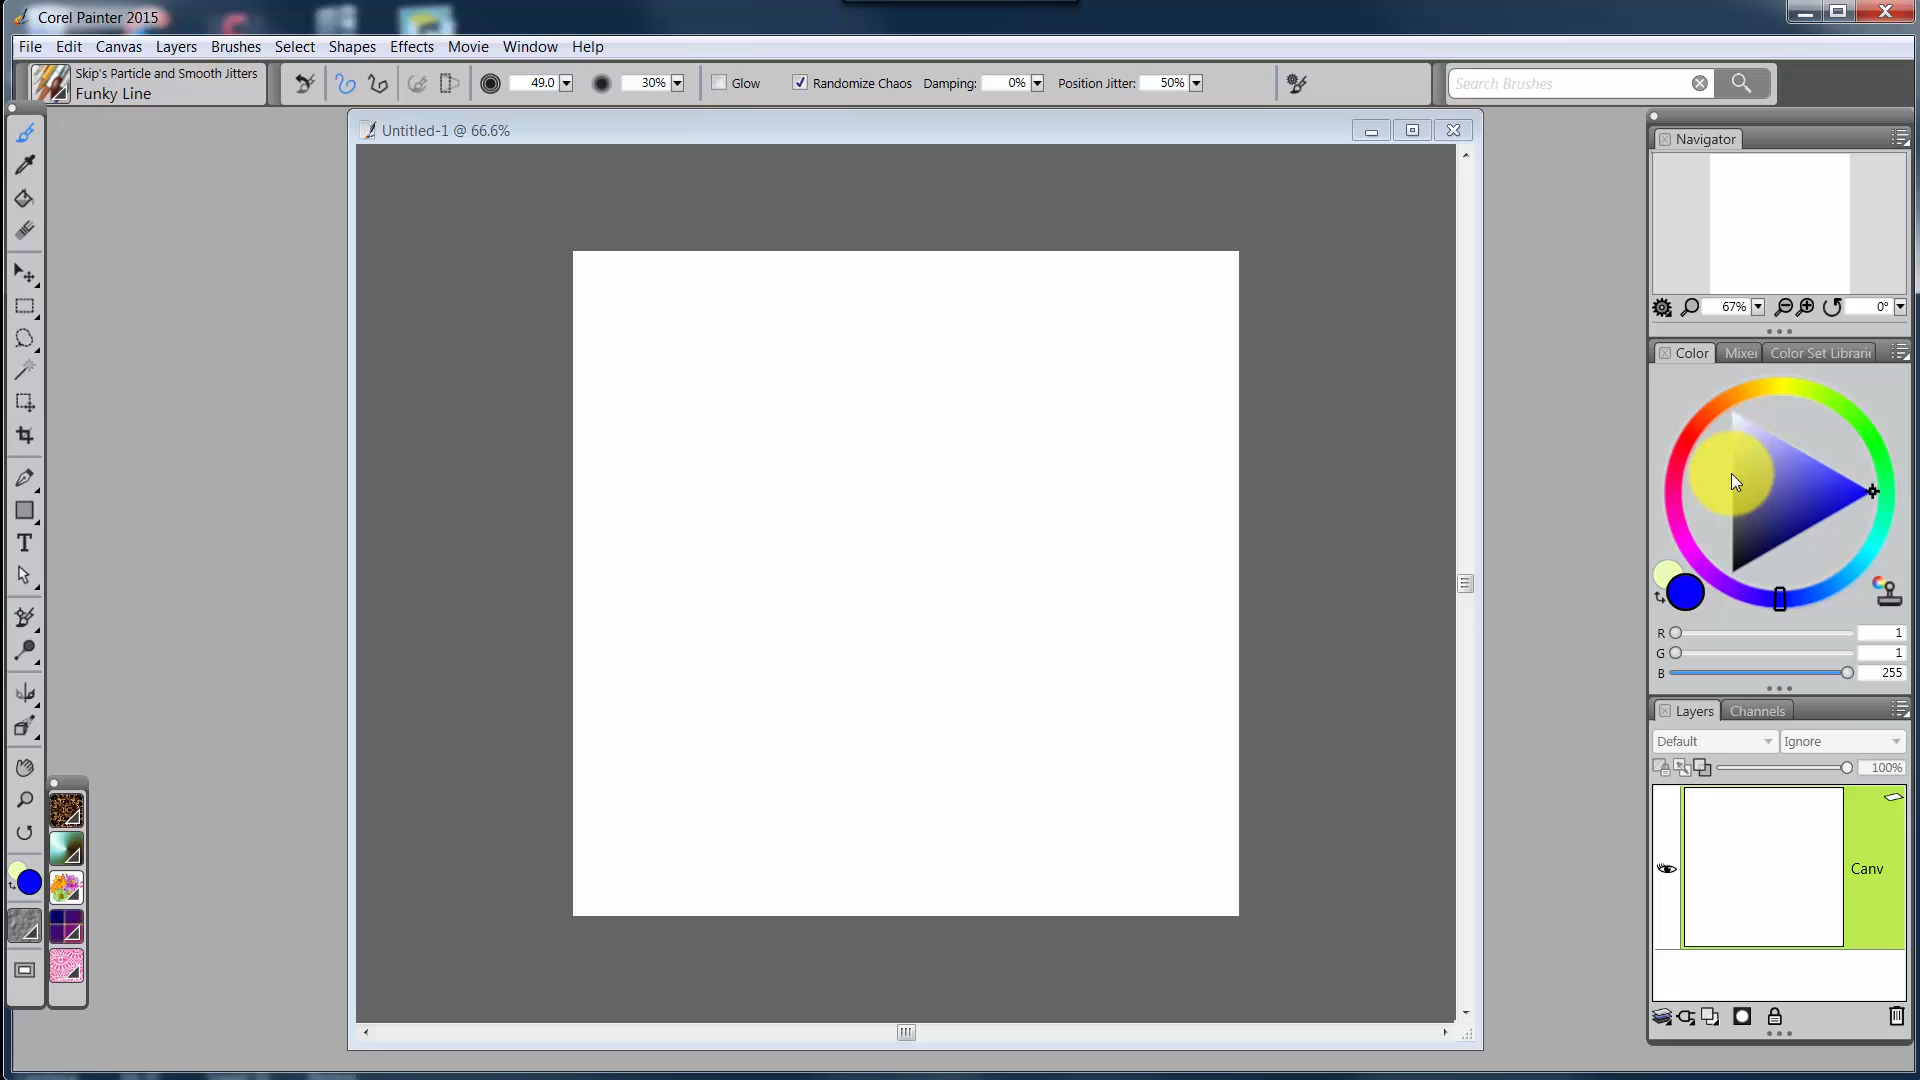 Corel Painter 2015
File Edit Canvas Layers Brushes Select Shapes Effects Movie Window Help
Skip's Particle and Smooth Jitters
Funky Line
49.0 30% Glow Randomize Chaos Damping: 0% Position Jitter: 50%
Search Brushes
Untitled-1 @ 66.6%
Navigator
67% 0°
Color Mixer Color Set Librari
R 1
G 1
B 255
Layers Channels
Default Ignore
100%
Canv
T